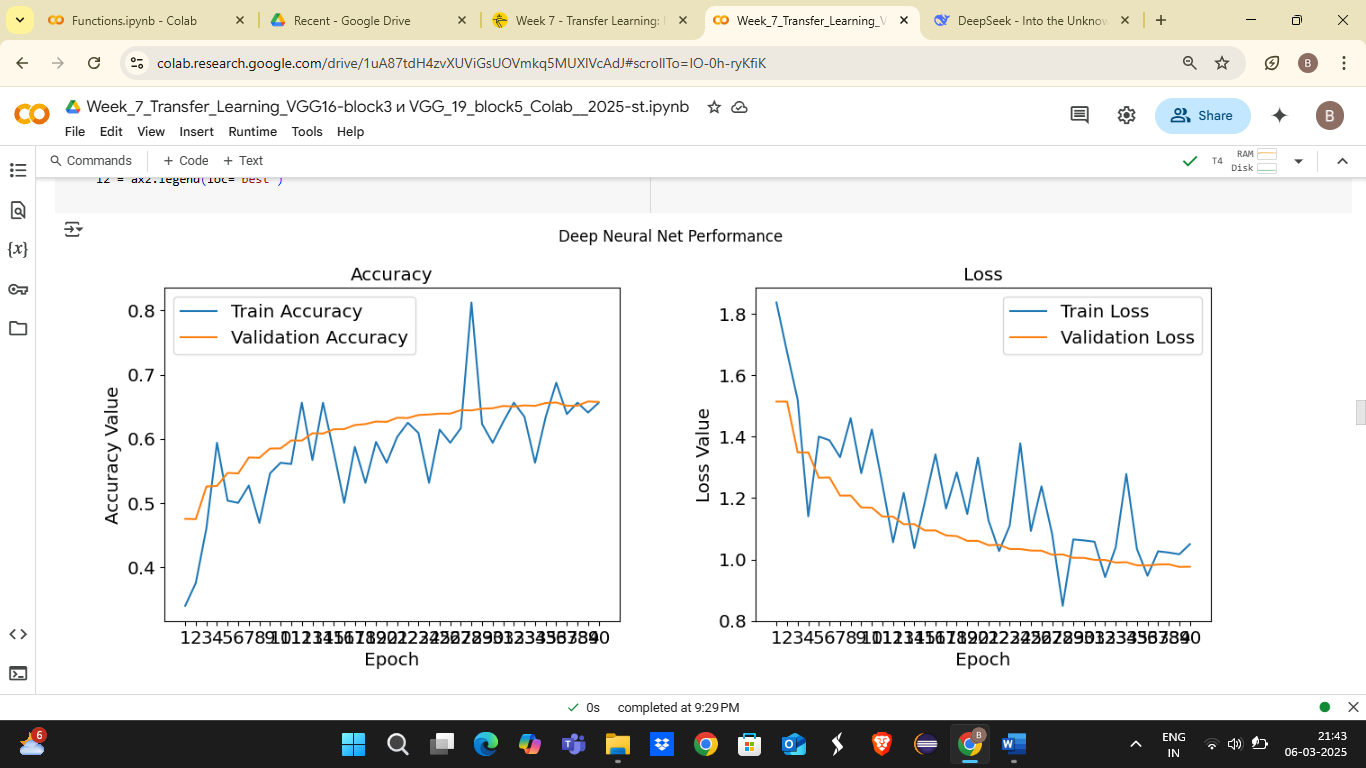 Functions.ipynb - Colab
Recent - Google Drive
Week 7 - Transfer Learning:
Week_7_Transfer_Learning_V
DeepSeek - Into the Unknow
colab.research.google.com/drive/1uA87tdH4zvXUViGsUOVmkq5MUXlVcAdJ#scrollTo=IO-0h-ryKfiK
B
Week_7_Transfer_Learning_VGG16-block3 и VGG_19_block5_Colab__2025-st.ipynb
Share
B
File Edit View Insert Runtime Tools Help
Commands + Code + Text
T4
RAM
Disk
l2 = ax2.legend(loc="best")
{x}
Deep Neural Net Performance
Accuracy
Train Accuracy
Validation Accuracy
Accuracy Value
0.8
0.7
0.6
0.5
0.4
Epoch
Loss
Train Loss
Validation Loss
Loss Value
1.8
1.6
1.4
1.2
1.0
0.8
Epoch
0s completed at 9:29 PM
6
B
ENG
IN
21:43
06-03-2025